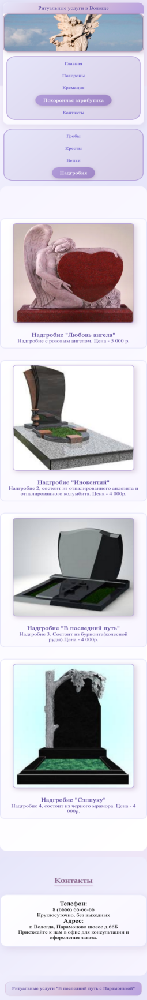 Ритуальные услуги в Вологде
Главная
Похороны
Кремация
Похоронная атрибутика
Контакты
Гробы
Кресты
Венки
Надгробия
Надгробие "Любовь ангела"
Надгробие с розовым ангелом. Цена - 5 000 р.
Надгробие "Инокентий"
Надгробие 2, состоит из отпалированного андезита и
отпалированного колумбита. Цена - 4 000р.
Надгробие "В последний путь"
Надгробие 3. Состоит из бурнонта(колесной
руды).Цена - 4 000р.
Надгробие "Сэппуку"
Надгробие 4, состоит из черного мрамора. Цена - 4
000р.
Контакты
Телефон:
8 (6666) 66-66-66
Круглосуточно, без выходных
Адрес:
г. Вологда, Парамоново шоссе д.66Б
Приезжайте к нам в офис для консультации и
оформления заказа.
Ритуальные услуги "В последний путь с Парамонькой"